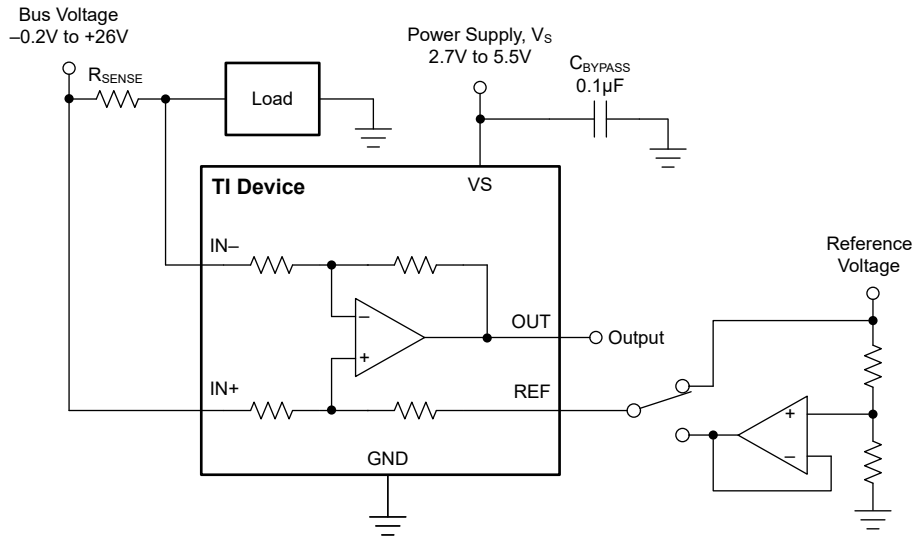 Bus Voltage
–0.2V to +26V
RSENSE
Load
Power Supply, VS
2.7V to 5.5V
CBYPASS
0.1µF
TI Device
VS
IN–
–
+
OUT
Output
IN+
REF
GND
Reference
Voltage
+
–